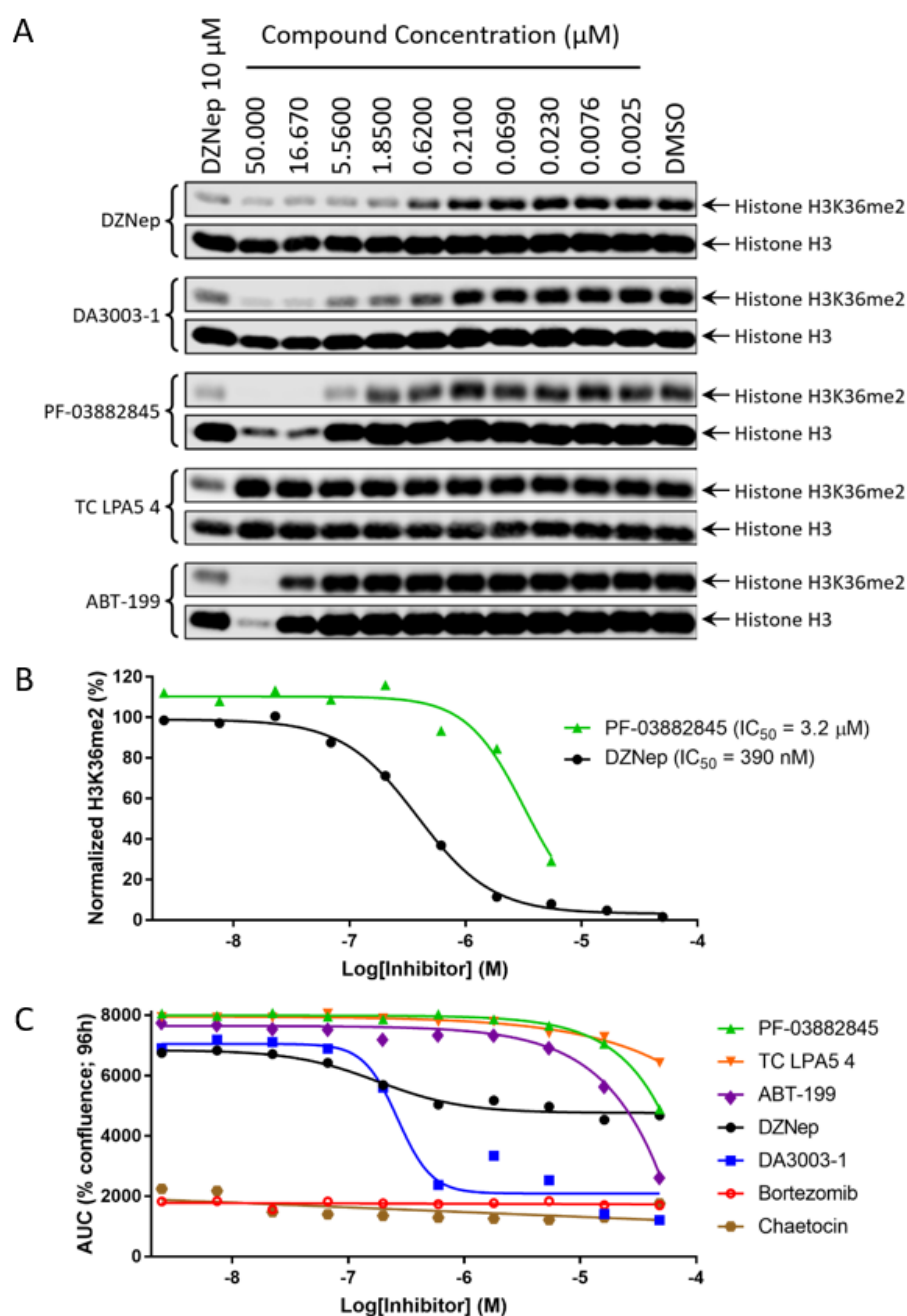 A
Compound Concentration (µM)
DZNep 10 µM
50.000
16.670
5.5600
1.8500
0.6200
0.2100
0.0690
0.0230
0.0076
0.0025
DMSO
DZNep
Histone H3K36me2
Histone H3
DA3003-1
Histone H3K36me2
Histone H3
PF-03882845
Histone H3K36me2
Histone H3
TC LPA5 4
Histone H3K36me2
Histone H3
ABT-199
Histone H3K36me2
Histone H3
B
Normalized H3K36me2 (%)
120
100
80
60
40
20
0
-8
-7
-6
-5
-4
Log[Inhibitor] (M)
PF-03882845 (IC50 = 3.2 µM)
DZNep (IC50 = 390 nM)
C
AUC (% confluence; 96h)
8000
6000
4000
2000
0
-8
-7
-6
-5
-4
Log[Inhibitor] (M)
PF-03882845
TC LPA5 4
ABT-199
DZNep
DA3003-1
Bortezomib
Chaetocin